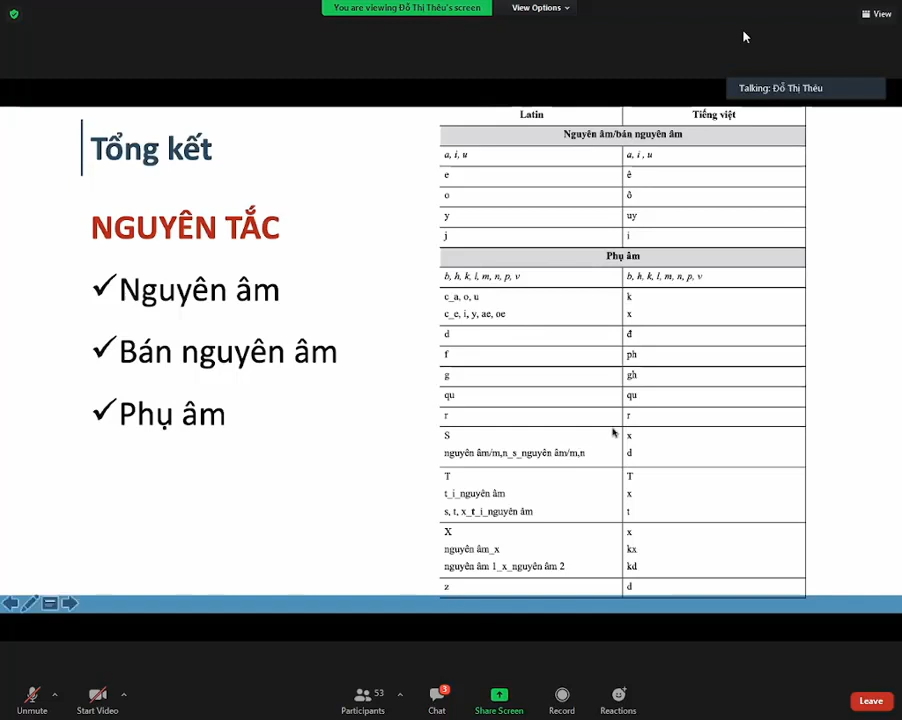 You are viewing Đỗ Thị Thêu's screen
View Options
View
Talking: Đỗ Thị Thêu
Tổng kết
NGUYÊN TẮC
✓Nguyên âm
✓Bán nguyên âm
✓Phụ âm
Latin Tiếng việt
Nguyên âm/bán nguyên âm
a, i, u a, i , u
e ê
o ô
y uy
j i
Phụ âm
b, h, k, l, m, n, p, v b, h, k, l, m, n, p, v
c_a, o, u k
c_e, i, y, ae, oe x
d đ
f ph
g gh
qu qu
r r
S x
nguyên âm/m,n_s_nguyên âm/m,n d
T T
t_i_nguyên âm x
s, t, x_t_i_nguyên âm t
X x
nguyên âm_x kx
nguyên âm 1_x_nguyên âm 2 kd
z d
Unmute
Start Video
53
Participants
3
Chat
Share Screen
Record
Reactions
Leave